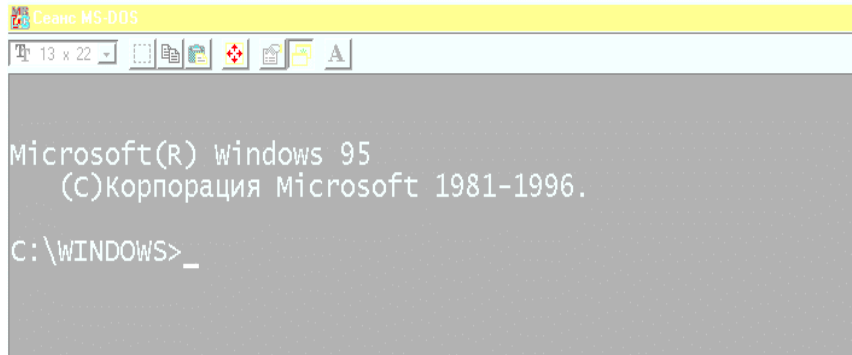 Сеанс MS-DOS
13 x 22
A
Microsoft(R) Windows 95
(C)Корпорация Microsoft 1981-1996.
C:\WINDOWS>_